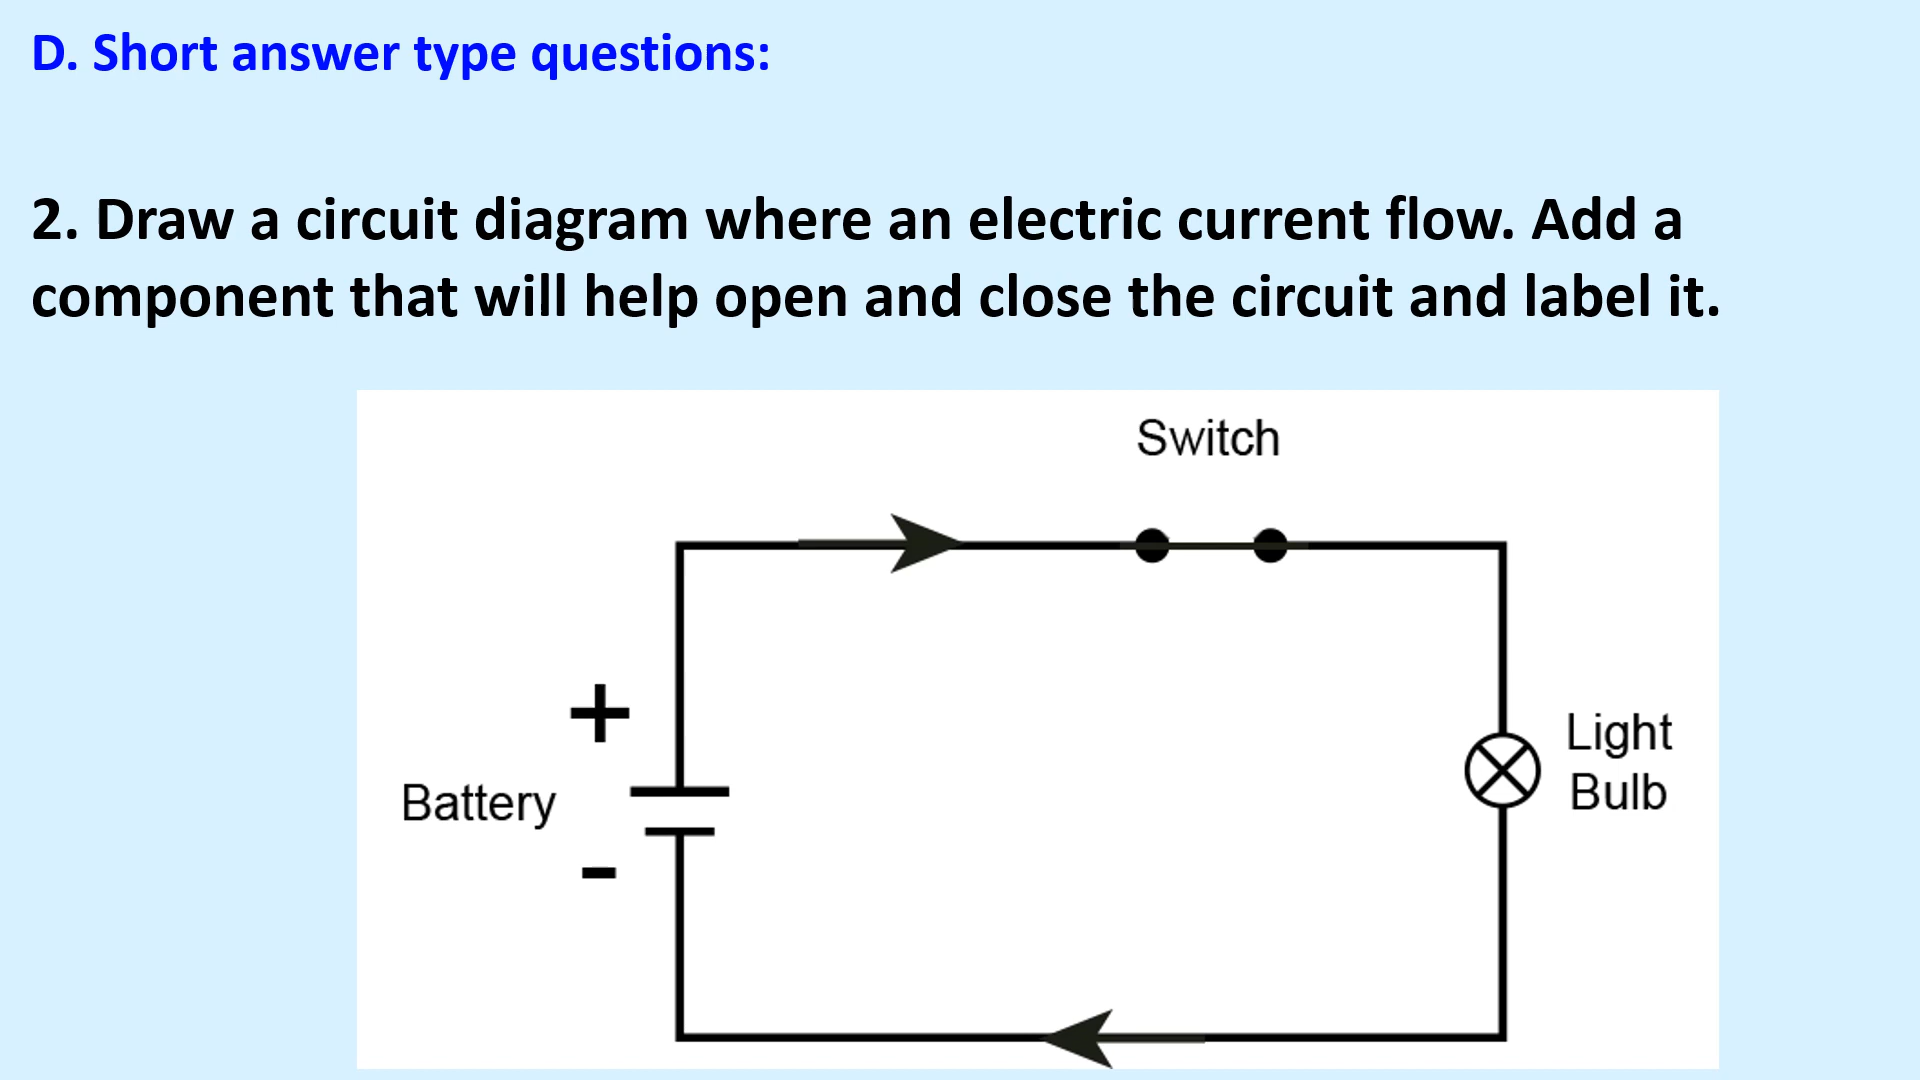 D. Short answer type questions:
2. Draw a circuit diagram where an electric current flow. Add a
component that will help open and close the circuit and label it.
Switch
+
Battery
-
Light
Bulb